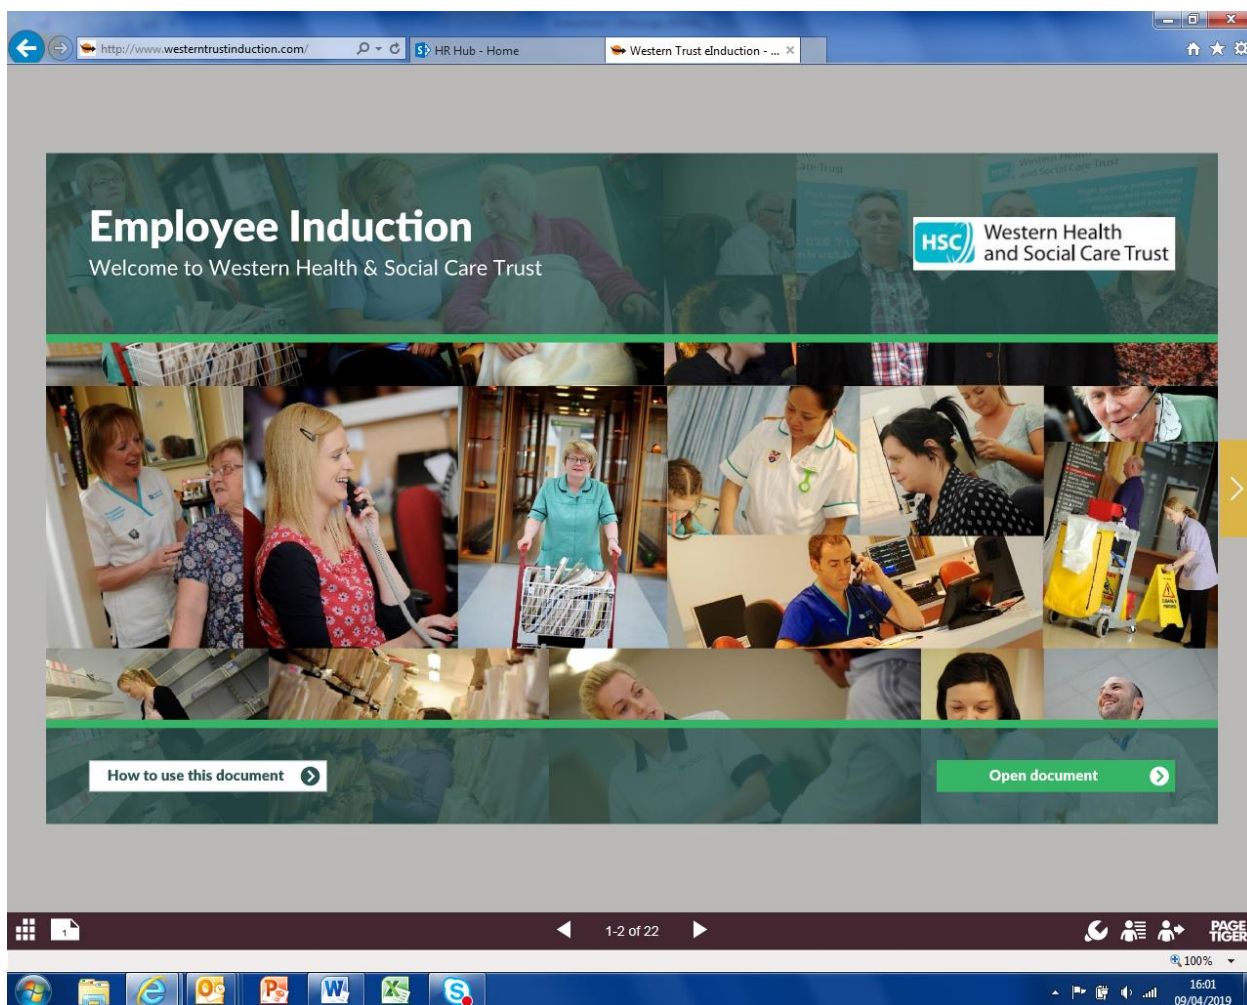 http://www.westerntrustinduction.com/
HR Hub - Home
Western Trust eInduction - ...
Employee Induction
Welcome to Western Health & Social Care Trust
HSC
Western Health
and Social Care Trust
How to use this document
Open document
1
1-2 of 22
PAGE
TIGER
100%
16:01
09/04/2019